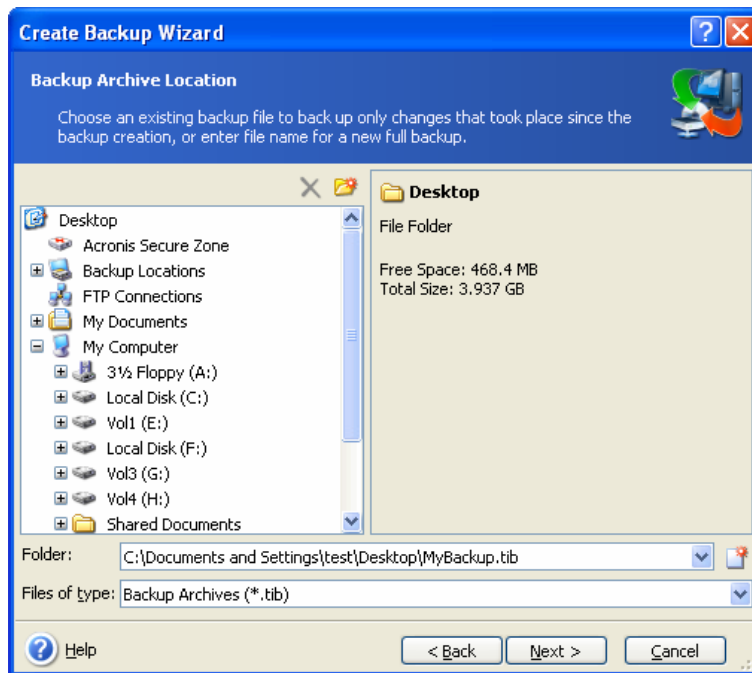 Create Backup Wizard
Backup Archive Location
Choose an existing backup file to back up only changes that took place since the
backup creation, or enter file name for a new full backup.
Desktop
Acronis Secure Zone
Backup Locations
FTP Connections
My Documents
My Computer
3½ Floppy (A:)
Local Disk (C:)
Vol1 (E:)
Local Disk (F:)
Vol3 (G:)
Vol4 (H:)
Shared Documents
Desktop
File Folder
Free Space: 468.4 MB
Total Size: 3.937 GB
Folder: C:\Documents and Settings\test\Desktop\MyBackup.tib
Files of type: Backup Archives (*.tib)
? Help
< Back
Next >
Cancel